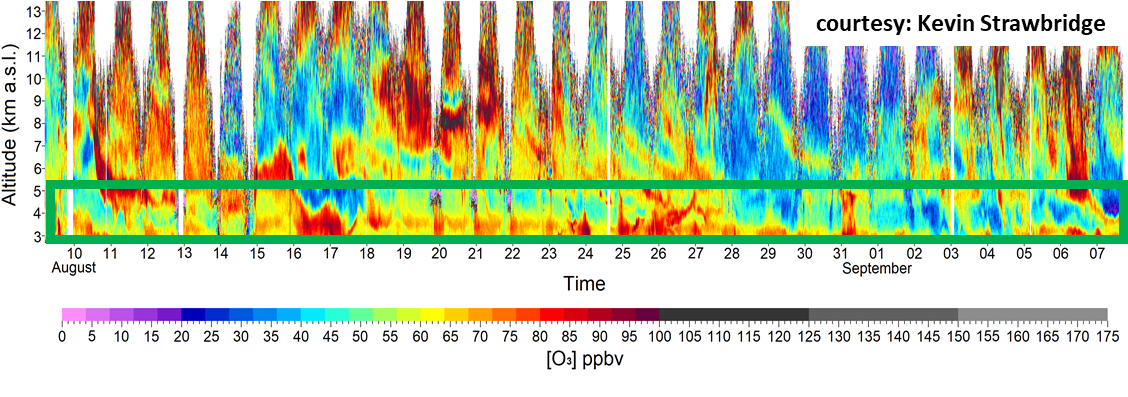 courtesy: Kevin Strawbridge
Altitude (km a.s.l.)
13
12
11
10
9
8
7
6
5
4
3
10 11 12 13 14 15 16 17 18 19 20 21 22 23 24 25 26 27 28 29 30 31 01 02 03 04 05 06 07
August September
Time
0 5 10 15 20 25 30 35 40 45 50 55 60 65 70 75 80 85 90 95 100 105 110 115 120 125 130 135 140 145 150 155 160 165 170 175
[O₃] ppbv